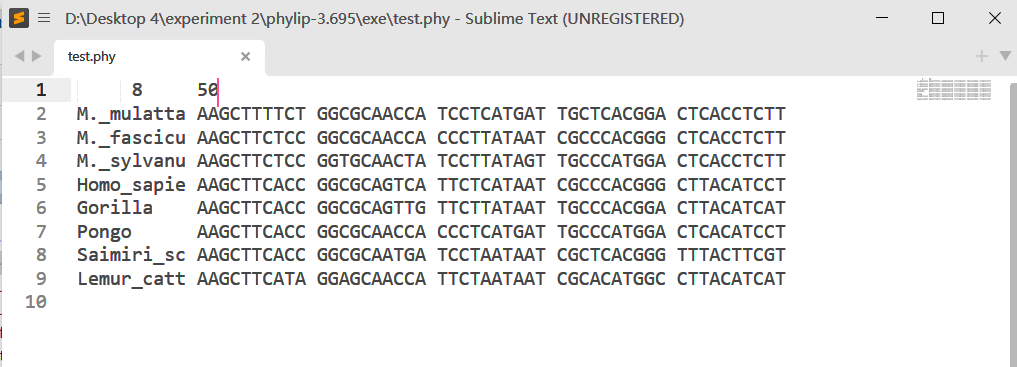 D:\Desktop 4\experiment 2\phylip-3.695\exe\test.phy - Sublime Text (UNREGISTERED)
test.phy
1 8 50
2 M._mulatta AAGCTTTTCT GGCGCAACCA TCCTCATGAT TGCTCACGGA CTCACCTCTT
3 M._fascicu AAGCTTCTCC GGCGCAACCA CCCTTATAAT CGCCCACGGG CTCACCTCTT
4 M._sylvanu AAGCTTCTCC GGTGCAACTA TCCTTATAGT TGCCCATGGA CTCACCTCTT
5 Homo_sapie AAGCTTCACC GGCGCAGTCA TTCTCATAAT CGCCCACGGG CTTACATCCT
6 Gorilla AAGCTTCACC GGCGCAGTTG TTCTTATAAT TGCCCACGGA CTTACATCAT
7 Pongo AAGCTTCACC GGCGCAACCA CCCTCATGAT TGCCCATGGA CTCACATCCT
8 Saimiri_sc AAGCTTCACC GGCGCAATGA TCCTAATAAT CGCTCACGGG TTTACTTCGT
9 Lemur_catt AAGCTTCATA GGAGCAACCA TTCTAATAAT CGCACATGGC CTTACATCAT
10